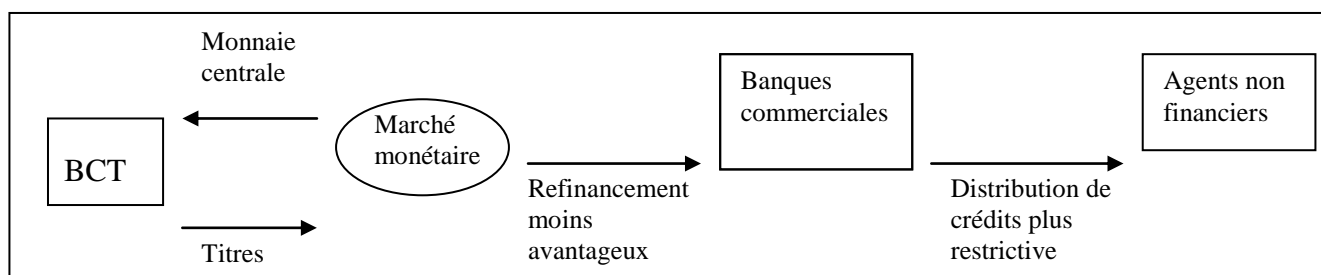 Monnaie
centrale
BCT
Titres
Marché
monétaire
Refinancement
moins
avantageux
Banques
commerciales
Distribution de
crédits plus
restrictive
Agents non
financiers